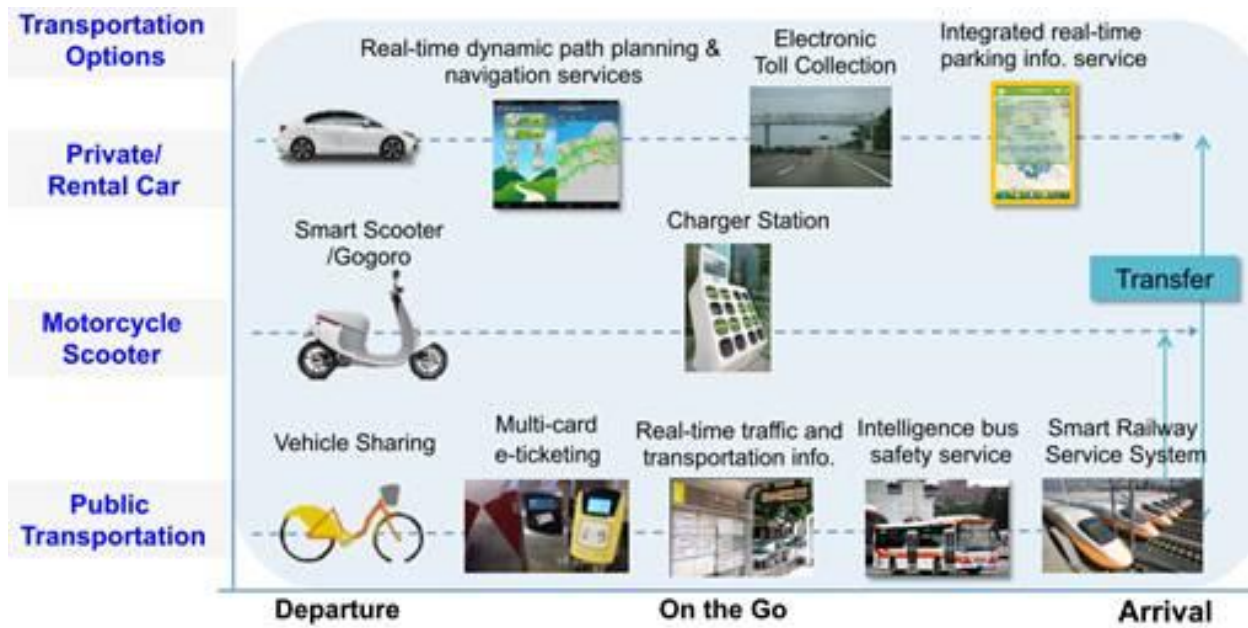 Transportation
Options
Real-time dynamic path planning &
navigation services
Electronic
Toll Collection
Integrated real-time
parking info. service
Private/
Rental Car
Smart Scooter
/Gogoro
Charger Station
Transfer
Motorcycle
Scooter
Vehicle Sharing
Multi-card
e-ticketing
Real-time traffic and
transportation info.
Intelligence bus
safety service
Smart Railway
Service System
Public
Transportation
Departure
On the Go
Arrival